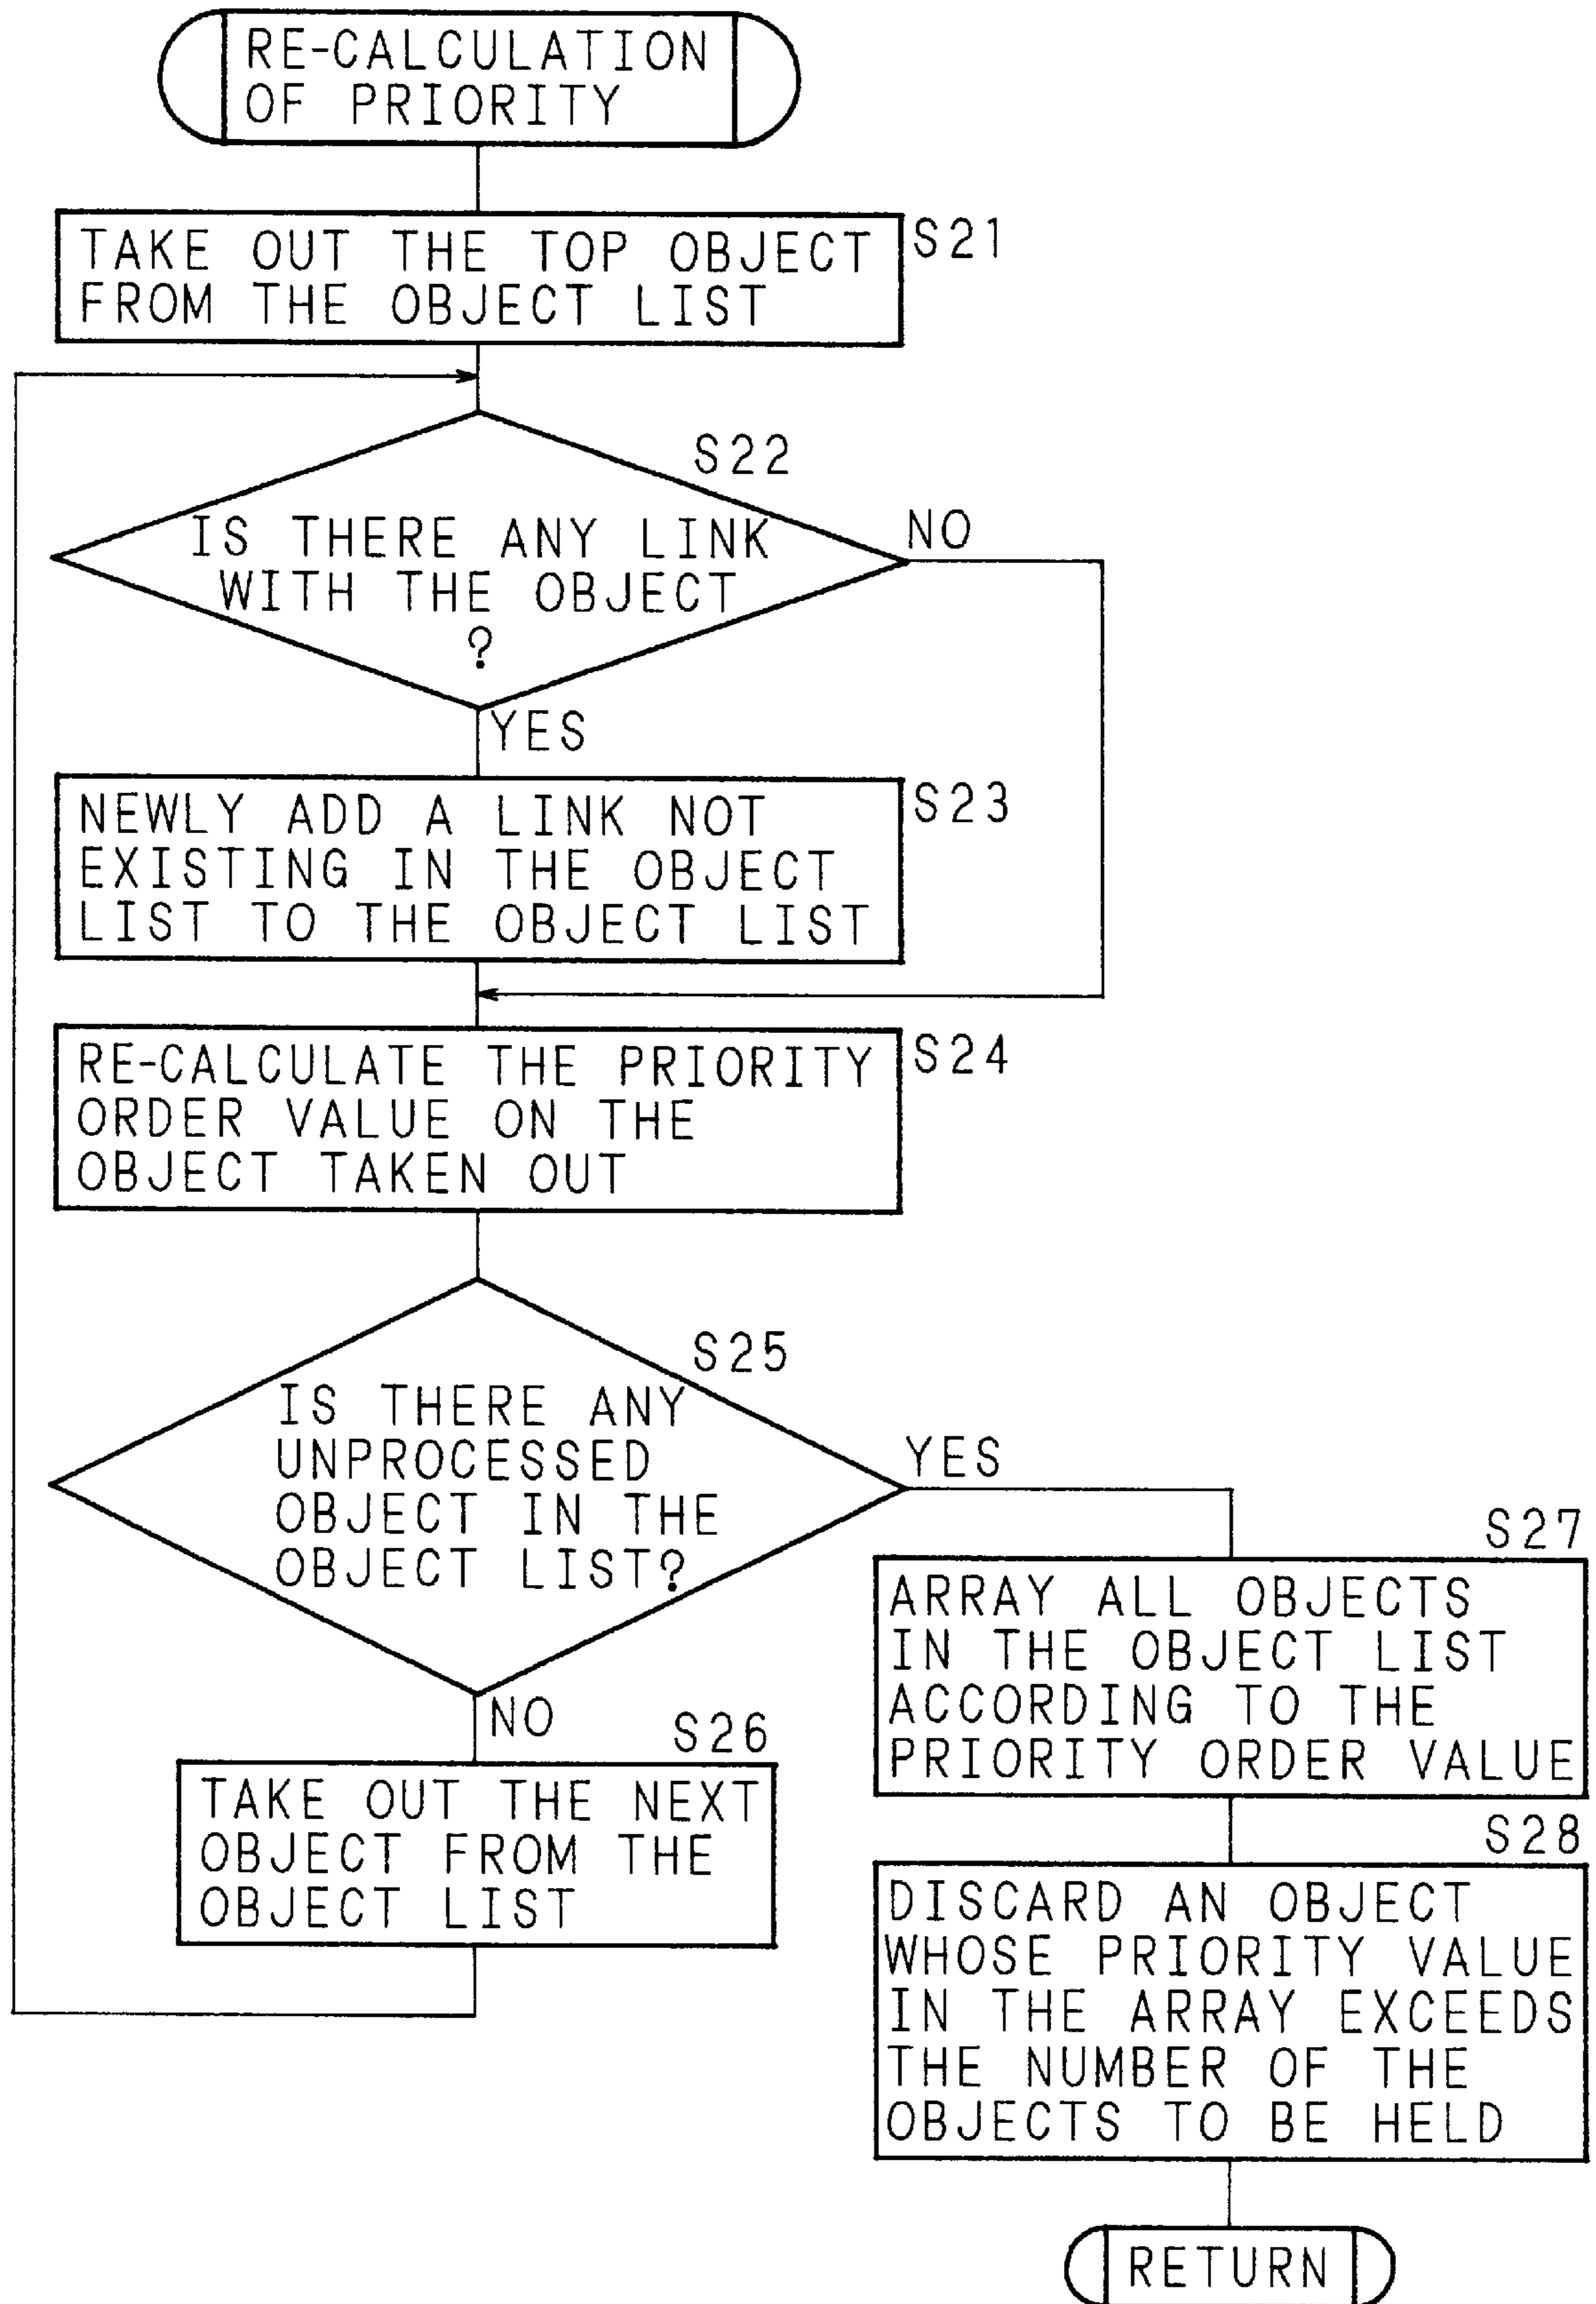 RE-CALCULATION
OF PRIORITY
TAKE OUT THE TOP OBJECT
FROM THE OBJECT LIST
S21
S22
IS THERE ANY LINK
WITH THE OBJECT
?
NO
YES
NEWLY ADD A LINK NOT
EXISTING IN THE OBJECT
LIST TO THE OBJECT LIST
S23
RE-CALCULATE THE PRIORITY
ORDER VALUE ON THE
OBJECT TAKEN OUT
S24
S25
IS THERE ANY
UNPROCESSED
OBJECT IN THE
OBJECT LIST?
YES
NO
S26
TAKE OUT THE NEXT
OBJECT FROM THE
OBJECT LIST
S27
ARRAY ALL OBJECTS
IN THE OBJECT LIST
ACCORDING TO THE
PRIORITY ORDER VALUE
S28
DISCARD AN OBJECT
WHOSE PRIORITY VALUE
IN THE ARRAY EXCEEDS
THE NUMBER OF THE
OBJECTS TO BE HELD
RETURN